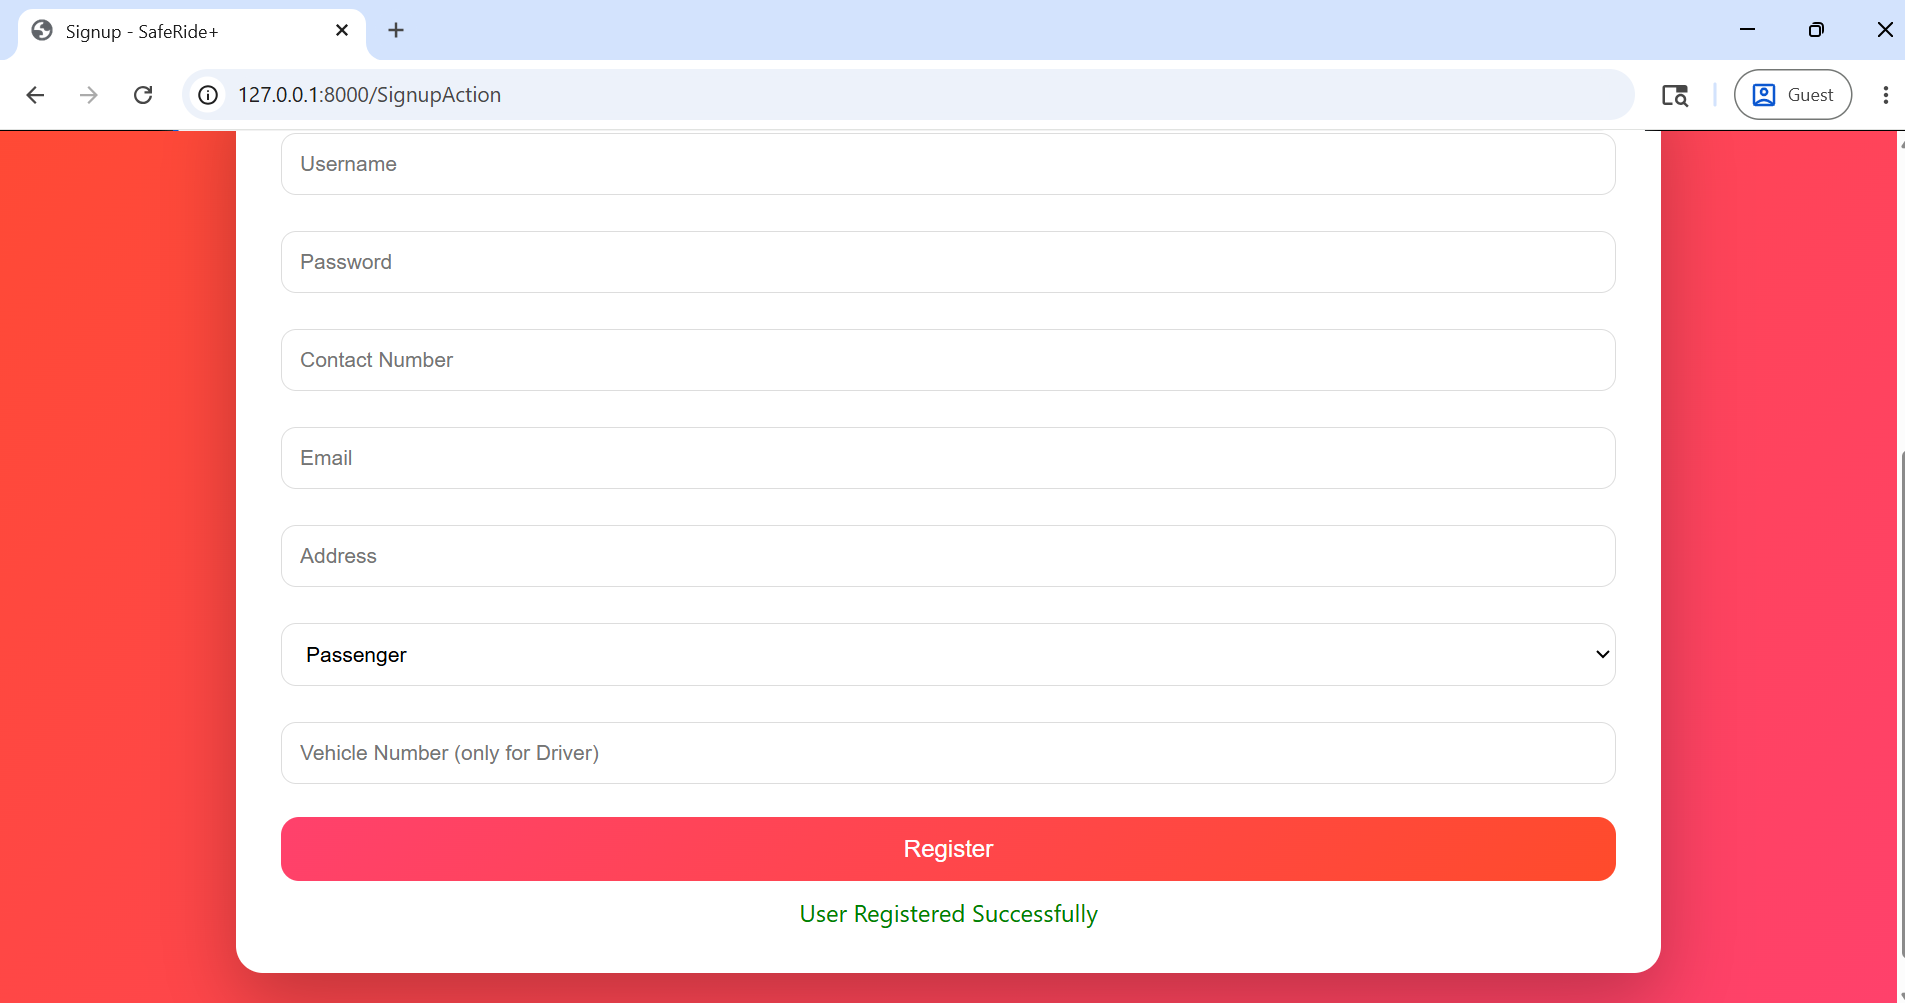 Signup - SafeRide+
127.0.0.1:8000/SignupAction
Guest
Username
Password
Contact Number
Email
Address
Passenger
Vehicle Number (only for Driver)
Register
User Registered Successfully